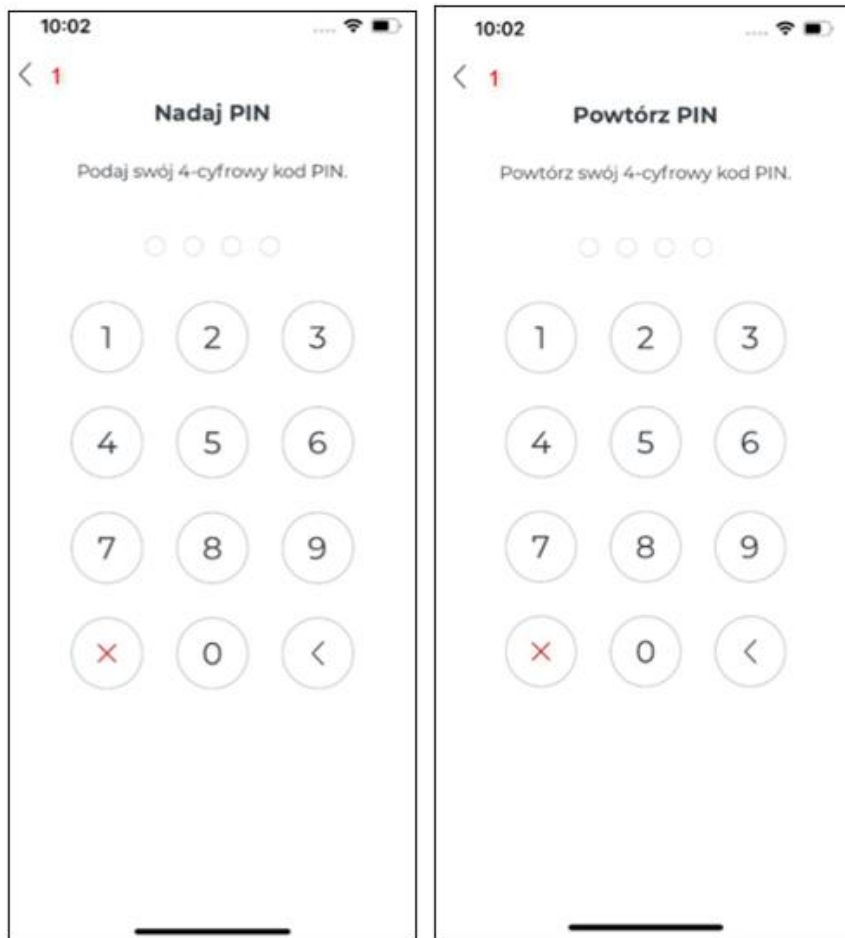 10:02
1
Nadaj PIN
Podaj swój 4-cyfrowy kod PIN.
1 2 3
4 5 6
7 8 9
0
10:02
1
Powtórz PIN
Powtórz swój 4-cyfrowy kod PIN.
1 2 3
4 5 6
7 8 9
0